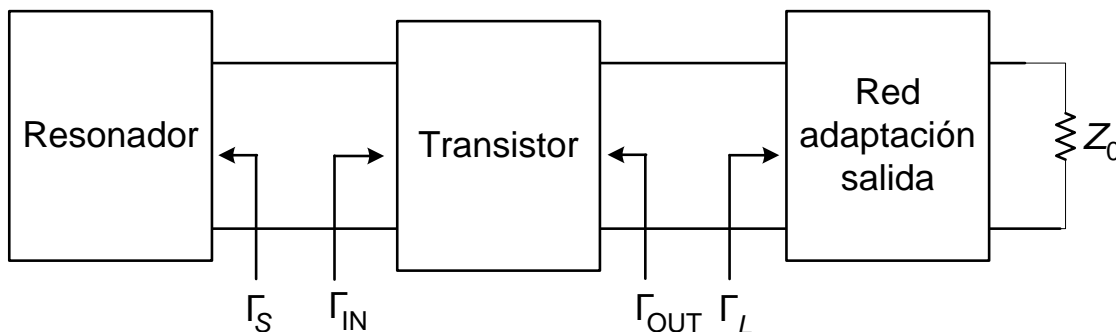 Resonador
Transistor
Red
adaptación
salida
Z0
ΓS
ΓIN
ΓOUT
ΓL